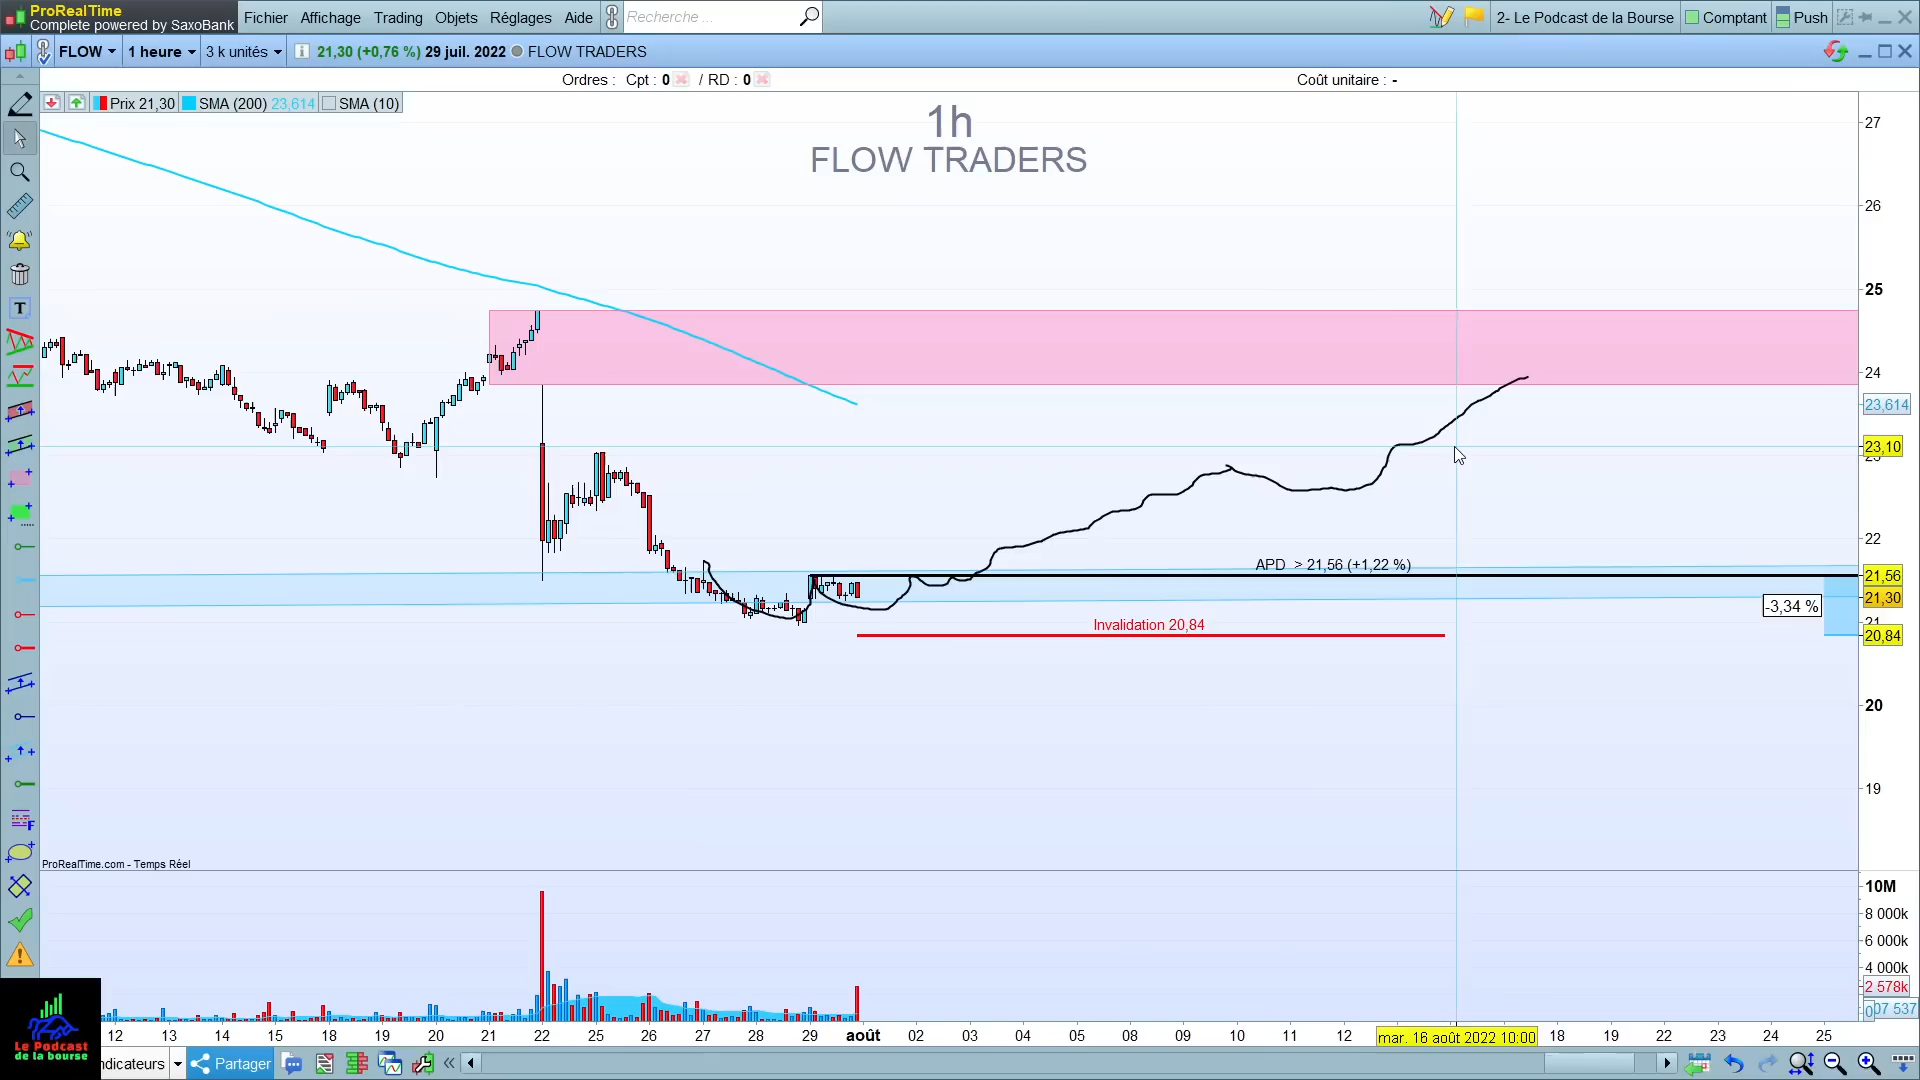 ProRealTime
Complete powered by SaxoBank
Fichier Affichage Trading Objets Réglages Aide Recherche ... 2- Le Podcast de la Bourse Comptant Push
FLOW 1 heure 3 k unités 21,30 (+0,76 %) 29 juil. 2022 FLOW TRADERS
Ordres : Cpt : 0 / RD : 0 Coût unitaire : -
Prix 21,30 SMA (200) 23,614 SMA (10)
1h
FLOW TRADERS
27
26
25
24
23,614
23,10
22
APD > 21,56 (+1,22 %)
21,56
21,30
-3,34 %
Invalidation 20,84
20,84
20
19
ProRealTime.com - Temps Réel
10M
8 000k
6 000k
4 000k
2 578k
07 537
0
12 13 14 15 18 19 20 21 22 25 26 27 28 29 août 02 03 04 05 08 09 10 11 12 mar. 16 août 2022 10:00 18 19 22 23 24 25
Le Podcast
de la bourse
ndicateurs Partager